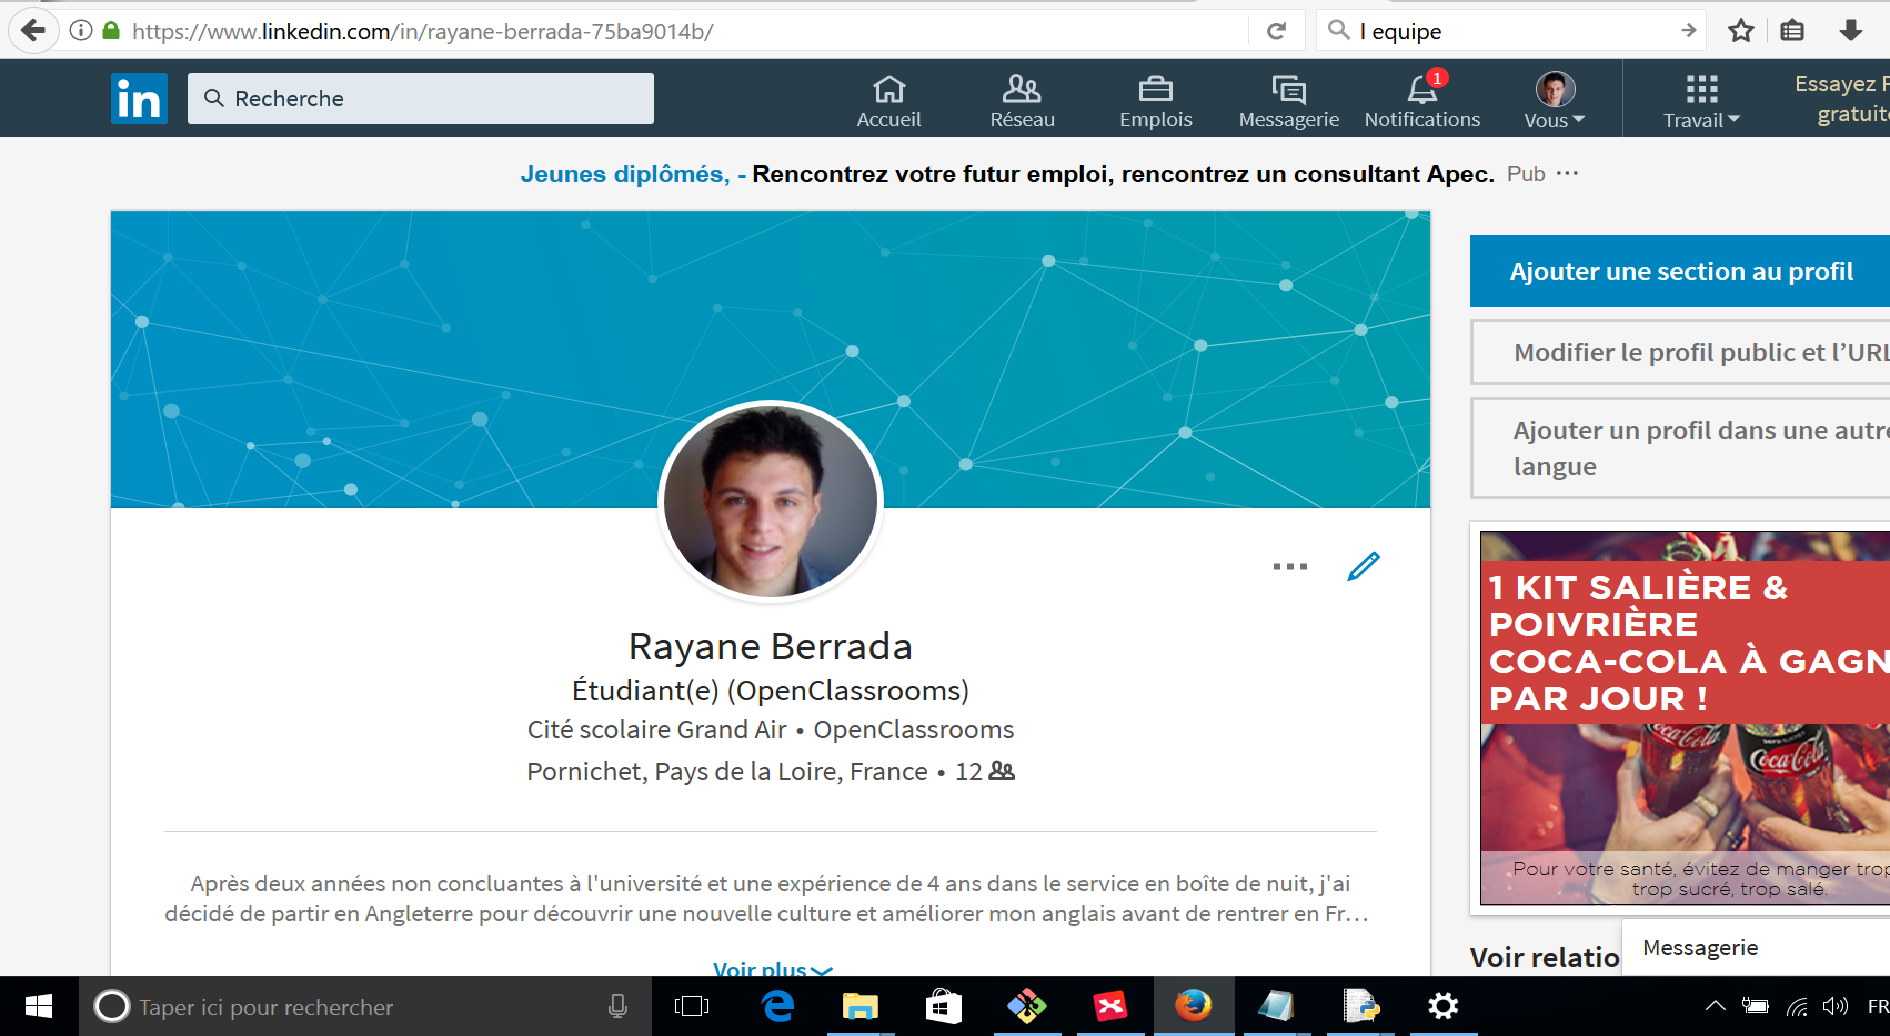 https://www.linkedin.com/in/rayane-berrada-75ba9014b/
l equipe
in
Recherche
Accueil
Réseau
Emplois
Messagerie
1
Notifications
Vous
Travail
Essayez
gratuit
Jeunes diplômés, - Rencontrez votre futur emploi, rencontrez un consultant Apec. Pub ···
Ajouter une section au profil
Modifier le profil public et l'URL
Ajouter un profil dans une autre
langue
Rayane Berrada
Étudiant(e) (OpenClassrooms)
Cité scolaire Grand Air • OpenClassrooms
Pornichet, Pays de la Loire, France • 12
Après deux années non concluantes à l'université et une expérience de 4 ans dans le service en boîte de nuit, j'ai
décidé de partir en Angleterre pour découvrir une nouvelle culture et améliorer mon anglais avant de rentrer en Fr...
Voir plus
1 KIT SALIÈRE &
POIVRIÈRE
COCA-COLA À GAGN
PAR JOUR !
Coca-Cola
Coca-Cola
Pour votre santé, évitez de manger trop
trop sucré, trop salé.
Voir relatio
Messagerie
Taper ici pour rechercher
FR